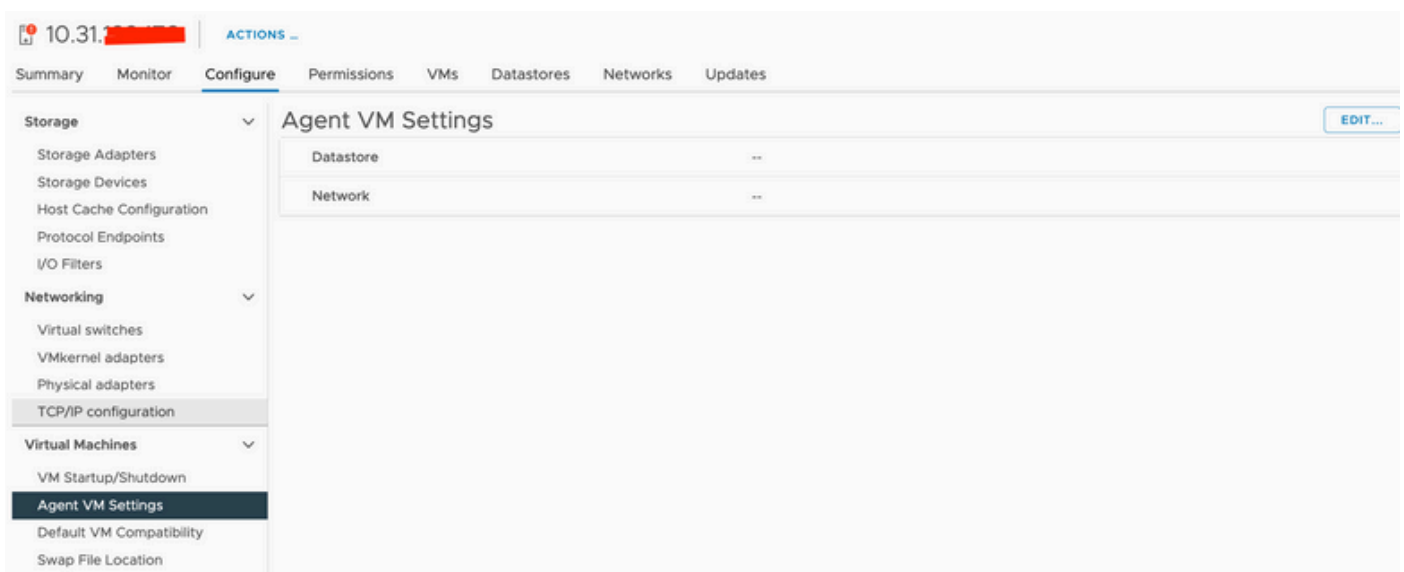 10.31. ACTIONS
Summary Monitor Configure Permissions VMs Datastores Networks Updates
Storage
Storage Adapters
Storage Devices
Host Cache Configuration
Protocol Endpoints
I/O Filters
Networking
Virtual switches
VMkernel adapters
Physical adapters
TCP/IP configuration
Virtual Machines
VM Startup/Shutdown
Agent VM Settings
Default VM Compatibility
Swap File Location
Agent VM Settings EDIT...
Datastore --
Network --